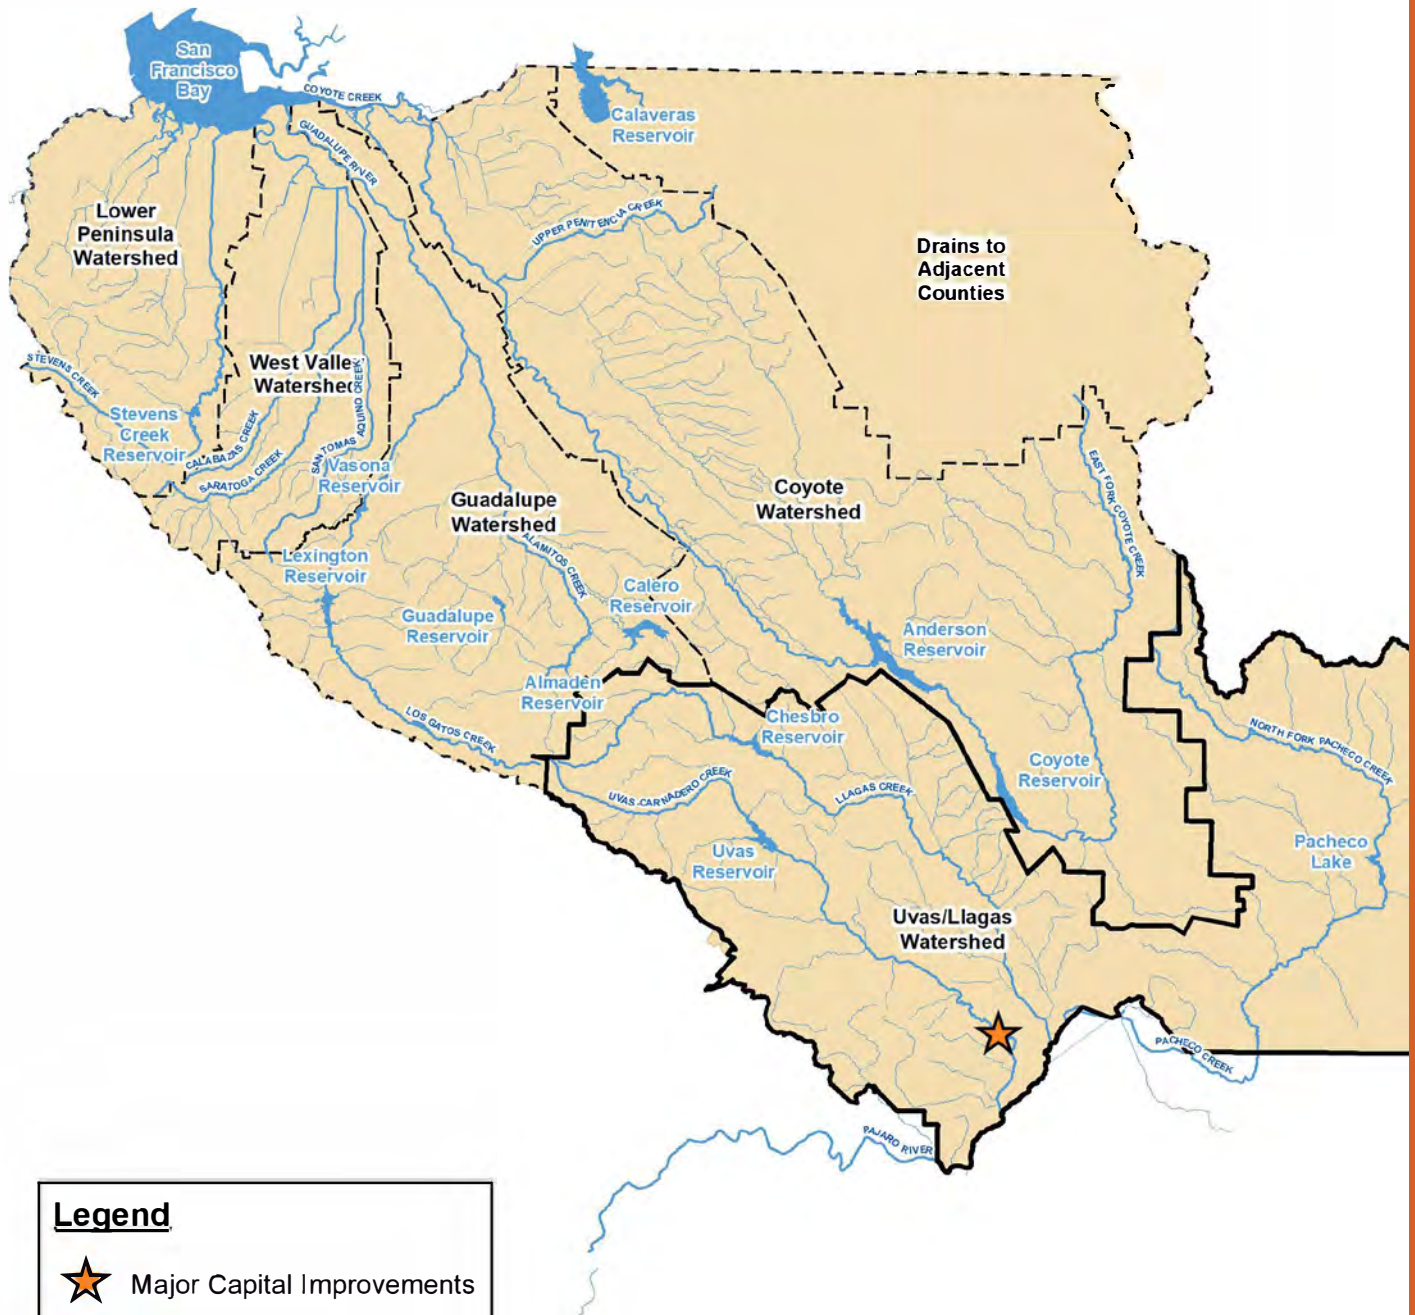 San
Francisco
Bay
COYOTE CREEK
Calaveras
Reservoir
GUADALUPE RIVER
Lower
Peninsula
Watershed
UPPER PENITENCIA CREEK
Drains to
Adjacent
Counties
STEVENS CREEK
West Valle
Watershed
Stevens
Creek
Reservoir
CALABAZAS CREEK
SARATOGA CREEK
SAN TOMAS AQUINO CREEK
Vasona
Reservoir
Guadalupe
Watershed
Coyote
Watershed
EAST FORK COYOTE CREEK
ALAMITOS CREEK
Lexington
Reservoir
Calero
Reservoir
Guadalupe
Reservoir
Anderson
Reservoir
Almaden
Reservoir
LOS GATOS CREEK
Chesbro
Reservoir
NORTH FORK PACHECO CREEK
UVAS-CARNADERO CREEK
LLAGAS CREEK
Coyote
Reservoir
Uvas
Reservoir
Pacheco
Lake
Uvas/Llagas
Watershed
PACHECO CREEK
PAJARO RIVER
Legend
Major Capital Improvements